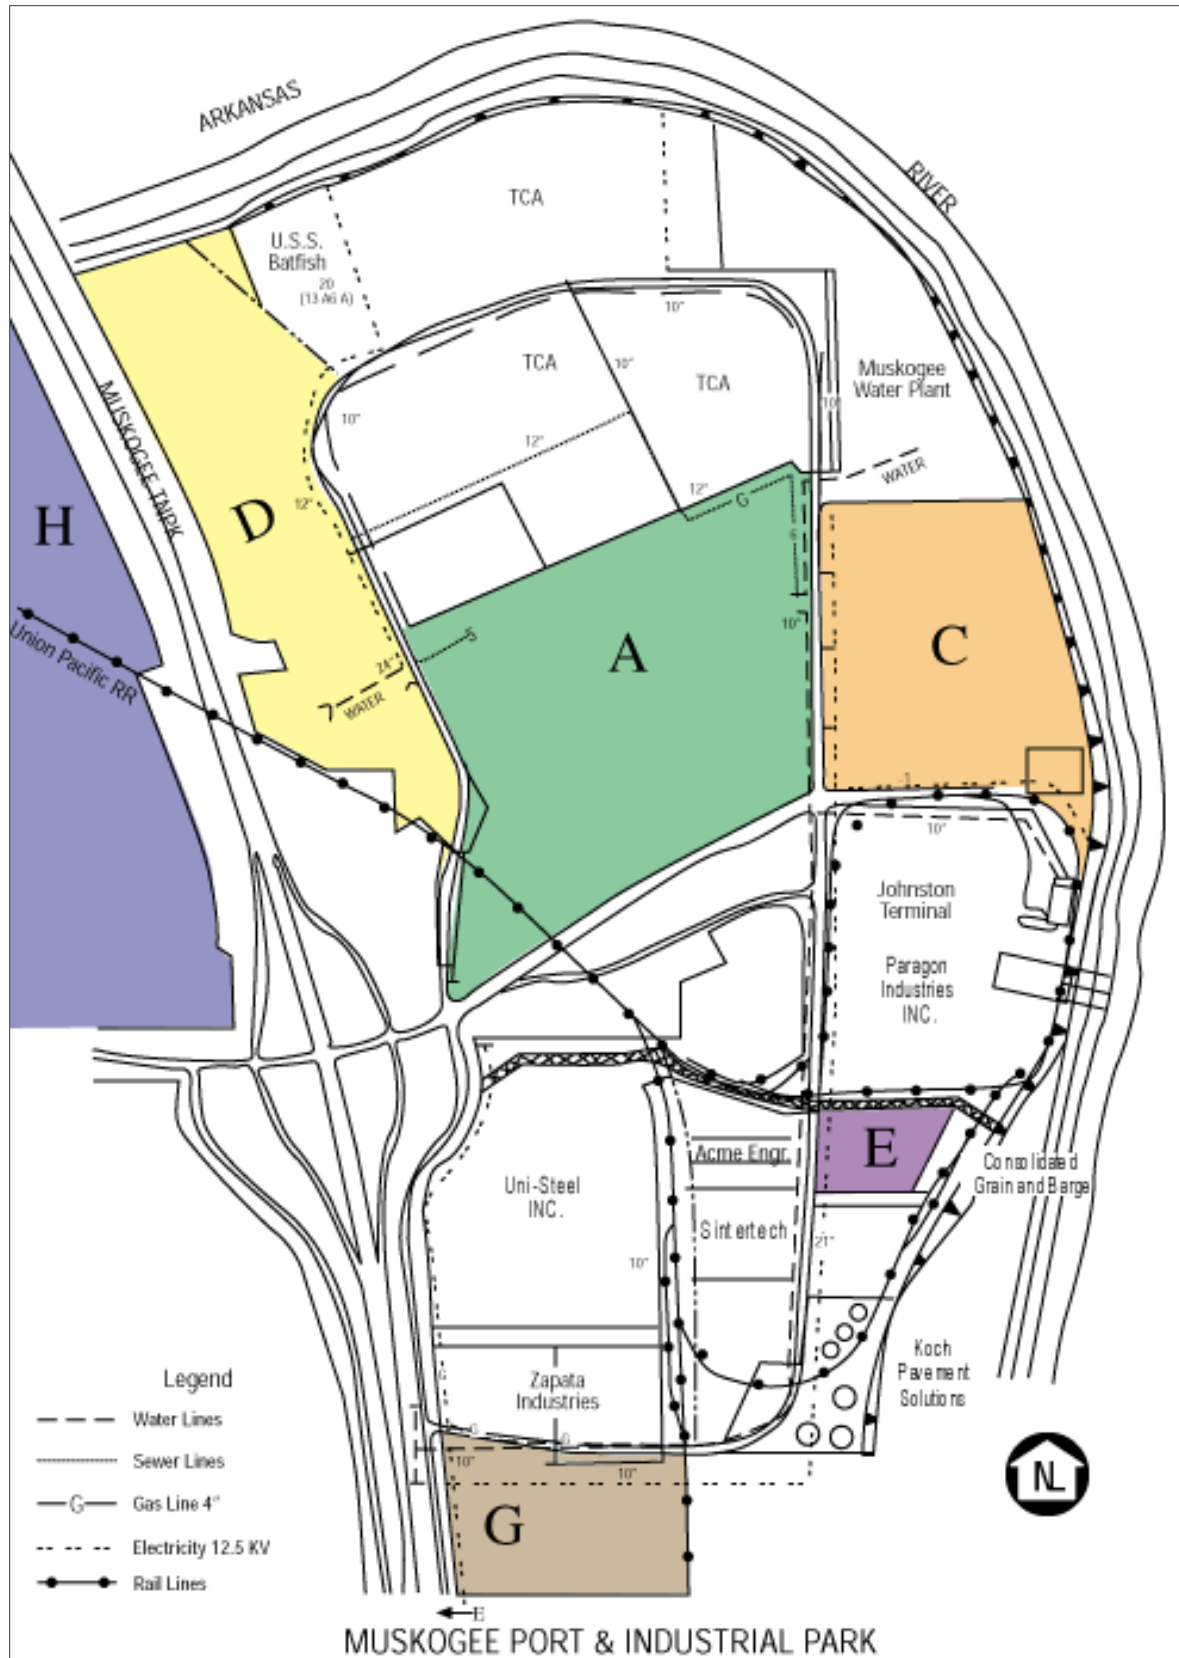 ARKANSAS
RIVER
TCA
U.S.S.
Batfish
20
(13 A6 A)
10"
TCA
10"
TCA
Muskogee
Water Plant
MUSKOGEE TNPK
10"
10"
12"
12"
G
WATER
H
D
12"
10"
A
C
S
24"
WATER
Union Pacific RR
10"
Johnston
Terminal
Paragon
Industries
INC.
Acme Engr.
E
Consolidated
Grain and Barge
Uni-Steel
INC.
Sintertech
21"
10"
Koch
Pavement
Solutions
Zapata
Industries
G
G
G
10"
10"
G
Legend
Water Lines
Sewer Lines
G Gas Line 4"
Electricity 12.5 KV
Rail Lines
N
E
MUSKOGEE PORT & INDUSTRIAL PARK